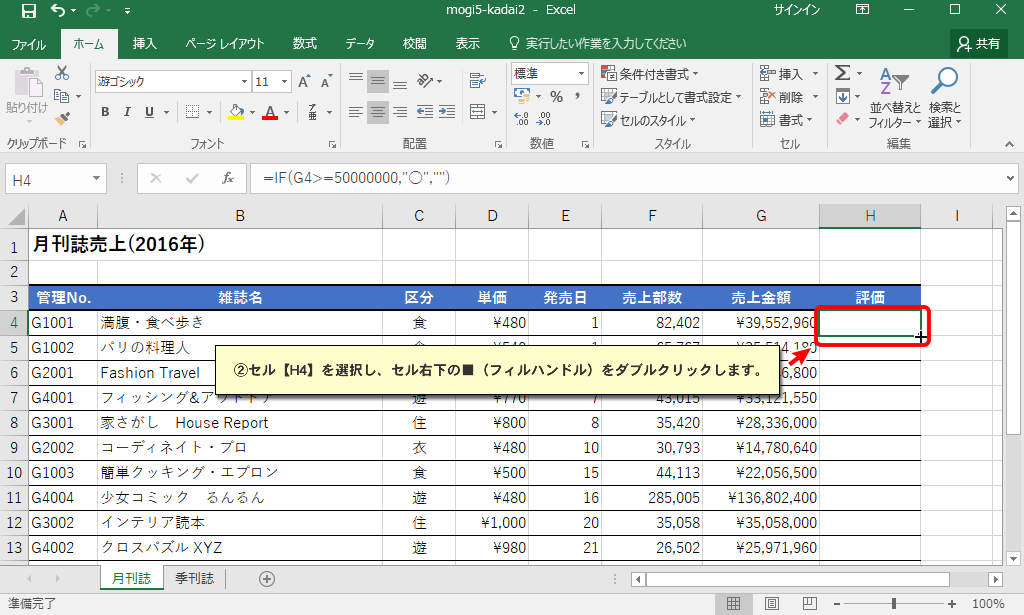 mogi5-kadai2 - Excel
サインイン
ファイル ホーム 挿入 ページ レイアウト 数式 データ 校閲 表示 実行したい作業を入力してください 共有
貼り付け
游ゴシック 11
B I U A 亜
標準
% ,
条件付き書式
テーブルとして書式設定
セルのスタイル
挿入
削除
書式
Σ
並べ替えと
フィルター
検索と
選択
クリップボード フォント 配置 数値 スタイル セル 編集
H4 fx =IF(G4>=50000000,"〇","")
A B C D E F G H I
1 月刊誌売上(2016年)
2
3 管理No. 雑誌名 区分 単価 発売日 売上部数 売上金額 評価
4 G1001 満腹・食べ歩き 食 ¥480 1 82,402 ¥39,552,960
5 G1002 パリの料理人
②セル【H4】を選択し、セル右下の■(フィルハンドル)をダブルクリックします。
6 G2001 Fashion Travel
7 G4001 フィッシング&アウトドア 遊 ¥770 7 43,015 ¥33,121,550
8 G3001 家さがし House Report 住 ¥800 8 35,420 ¥28,336,000
9 G2002 コーディネイト・プロ 衣 ¥480 10 30,793 ¥14,780,640
10 G1003 簡単クッキング・エプロン 食 ¥500 15 44,113 ¥22,056,500
11 G4004 少女コミック るんるん 遊 ¥480 16 285,005 ¥136,802,400
12 G3002 インテリア読本 住 ¥1,000 20 35,058 ¥35,058,000
13 G4002 クロスパズル XYZ 遊 ¥980 21 26,502 ¥25,971,960
月刊誌 季刊誌
準備完了 100%